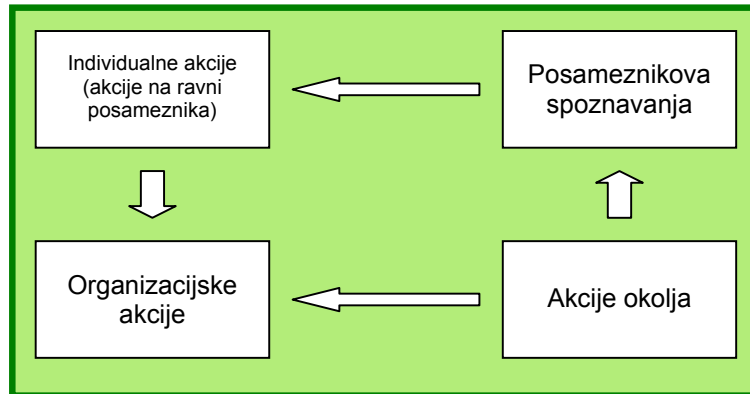 Individualne akcije
(akcije na ravni
posameznika)
Posameznikova
spoznavanja
Organizacijske
akcije
Akcije okolja